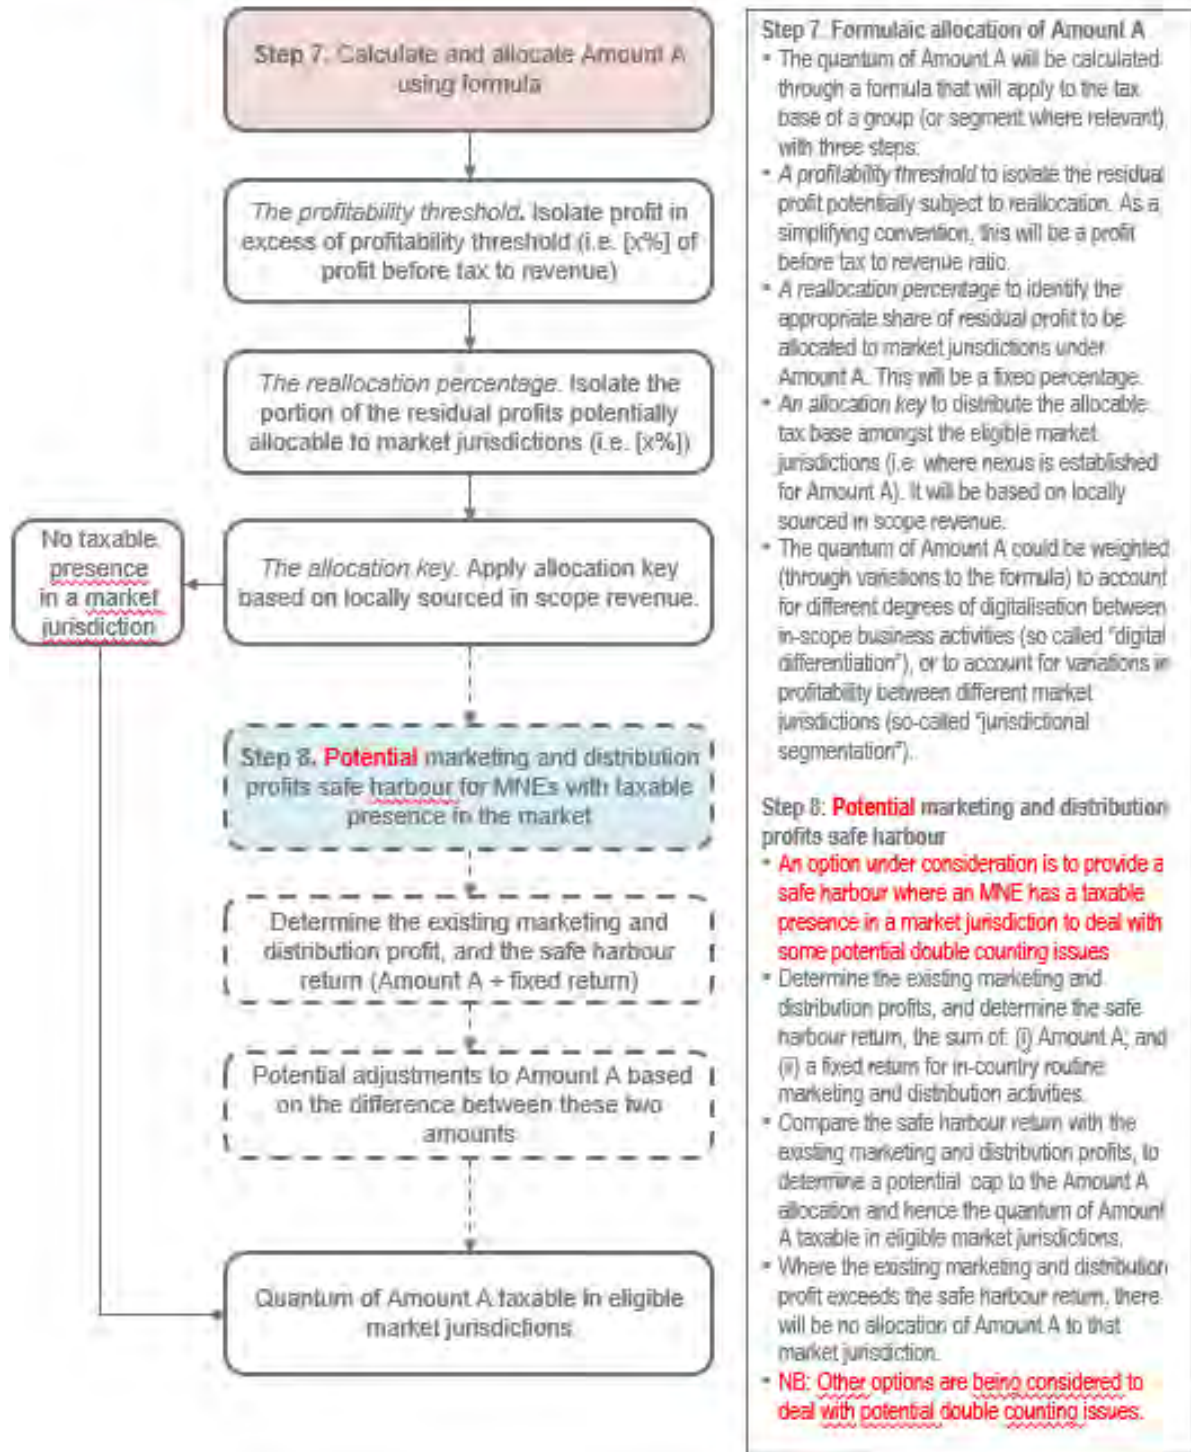 Step 7. Calculate and allocate Amount A
using formula
The profitability threshold. Isolate profit in
excess of profitability threshold (i.e. [x%] of
profit before tax to revenue)
The reallocation percentage. Isolate the
portion of the residual profits potentially
allocable to market jurisdictions (i.e. [x%])
No taxable
presence
in a market
jurisdiction
The allocation key. Apply allocation key
based on locally sourced in scope revenue.
Step 8. Potential marketing and distribution
profits safe harbour for MNEs with taxable
presence in the market
Determine the existing marketing and
distribution profit, and the safe harbour
return (Amount A + fixed return)
Potential adjustments to Amount A based
on the difference between these two
amounts
Quantum of Amount A taxable in eligible
market jurisdictions
Step 7. Formulaic allocation of Amount A
• The quantum of Amount A will be calculated
through a formula that will apply to the tax
base of a group (or segment where relevant)
with three steps:
• A profitability threshold to isolate the residual
profit potentially subject to reallocation. As a
simplifying convention, this will be a profit
before tax to revenue ratio.
• A reallocation percentage to identify the
appropriate share of residual profit to be
allocated to market jurisdictions under
Amount A. This will be a fixed percentage.
• An allocation key to distribute the allocable
tax base amongst the eligible market
jurisdictions (i.e. where nexus is established
for Amount A). It will be based on locally
sourced in scope revenue.
• The quantum of Amount A could be weighted
(through variations to the formula) to account
for different degrees of digitalisation between
in-scope business activities (so called "digital
differentiation"), or to account for variations in
profitability between different market
jurisdictions (so-called "jurisdictional
segmentation").
Step 8: Potential marketing and distribution
profits safe harbour
• An option under consideration is to provide a
safe harbour where an MNE has a taxable
presence in a market jurisdiction to deal with
some potential double counting issues
• Determine the existing marketing and
distribution profits, and determine the safe
harbour return, the sum of: (i) Amount A; and
(ii) a fixed return for in-country routine
marketing and distribution activities.
• Compare the safe harbour return with the
existing marketing and distribution profits, to
determine a potential cap to the Amount A
allocation and hence the quantum of Amount
A taxable in eligible market jurisdictions.
• Where the existing marketing and distribution
profit exceeds the safe harbour return, there
will be no allocation of Amount A to that
market jurisdiction.
• NB: Other options are being considered to
deal with potential double counting issues.